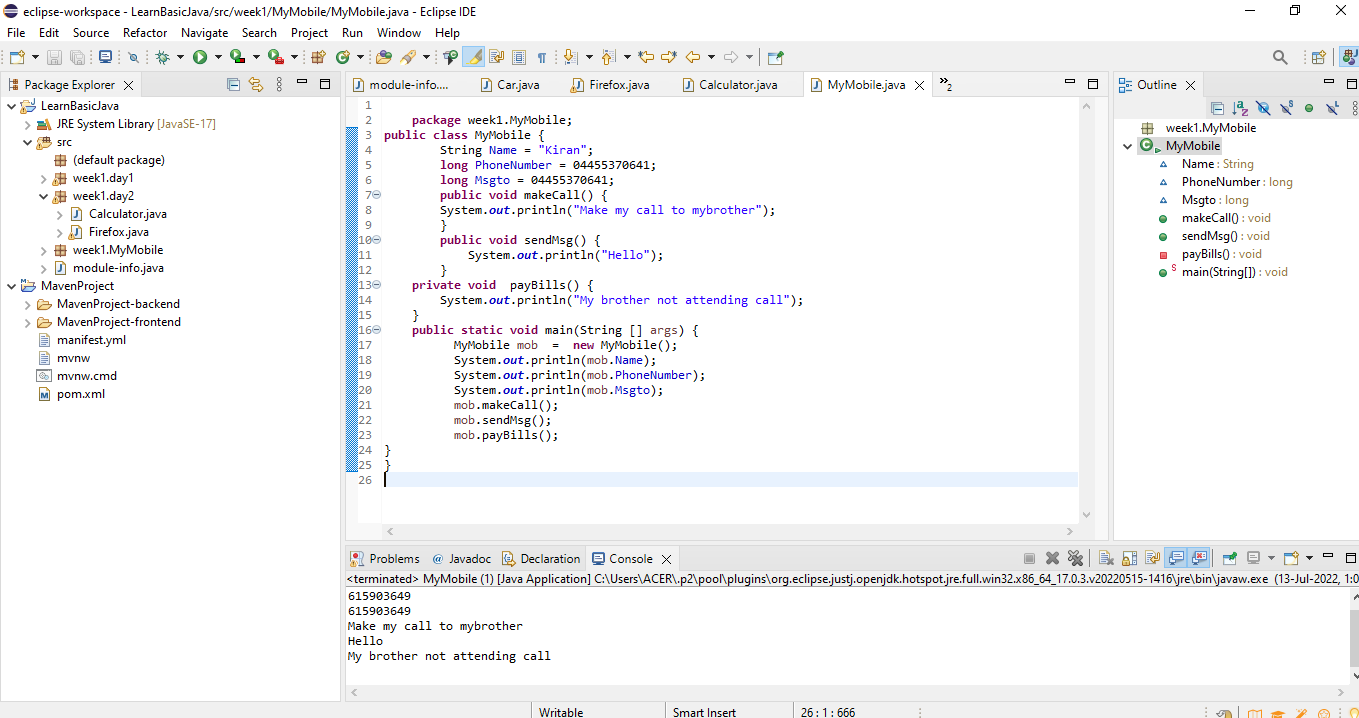 eclipse-workspace - LearnBasicJava/src/week1/MyMobile/MyMobile.java - Eclipse IDE
File Edit Source Refactor Navigate Search Project Run Window Help
Package Explorer
LearnBasicJava
JRE System Library [JavaSE-17]
src
(default package)
week1.day1
week1.day2
Calculator.java
Firefox.java
week1.MyMobile
module-info.java
MavenProject
MavenProject-backend
MavenProject-frontend
manifest.yml
mvnw
mvnw.cmd
pom.xml
module-info.... Car.java Firefox.java Calculator.java MyMobile.java »2
1
2 package week1.MyMobile;
3 public class MyMobile {
4 String Name = "Kiran";
5 long PhoneNumber = 04455370641;
6 long Msgto = 04455370641;
7 public void makeCall() {
8 System.out.println("Make my call to mybrother");
9 }
10 public void sendMsg() {
11 System.out.println("Hello");
12 }
13 private void payBills() {
14 System.out.println("My brother not attending call");
15 }
16 public static void main(String [] args) {
17 MyMobile mob = new MyMobile();
18 System.out.println(mob.Name);
19 System.out.println(mob.PhoneNumber);
20 System.out.println(mob.Msgto);
21 mob.makeCall();
22 mob.sendMsg();
23 mob.payBills();
24 }
25 }
26
Outline
week1.MyMobile
MyMobile
Name : String
PhoneNumber : long
Msgto : long
makeCall() : void
sendMsg() : void
payBills() : void
main(String[]) : void
Problems @ Javadoc Declaration Console
<terminated> MyMobile (1) [Java Application] C:\Users\ACER\.p2\pool\plugins\org.eclipse.justj.openjdk.hotspot.jre.full.win32.x86_64_17.0.3.v20220515-1416\jre\bin\javaw.exe (13-Jul-2022, 1:0
615903649
615903649
Make my call to mybrother
Hello
My brother not attending call
Writable Smart Insert 26 : 1 : 666